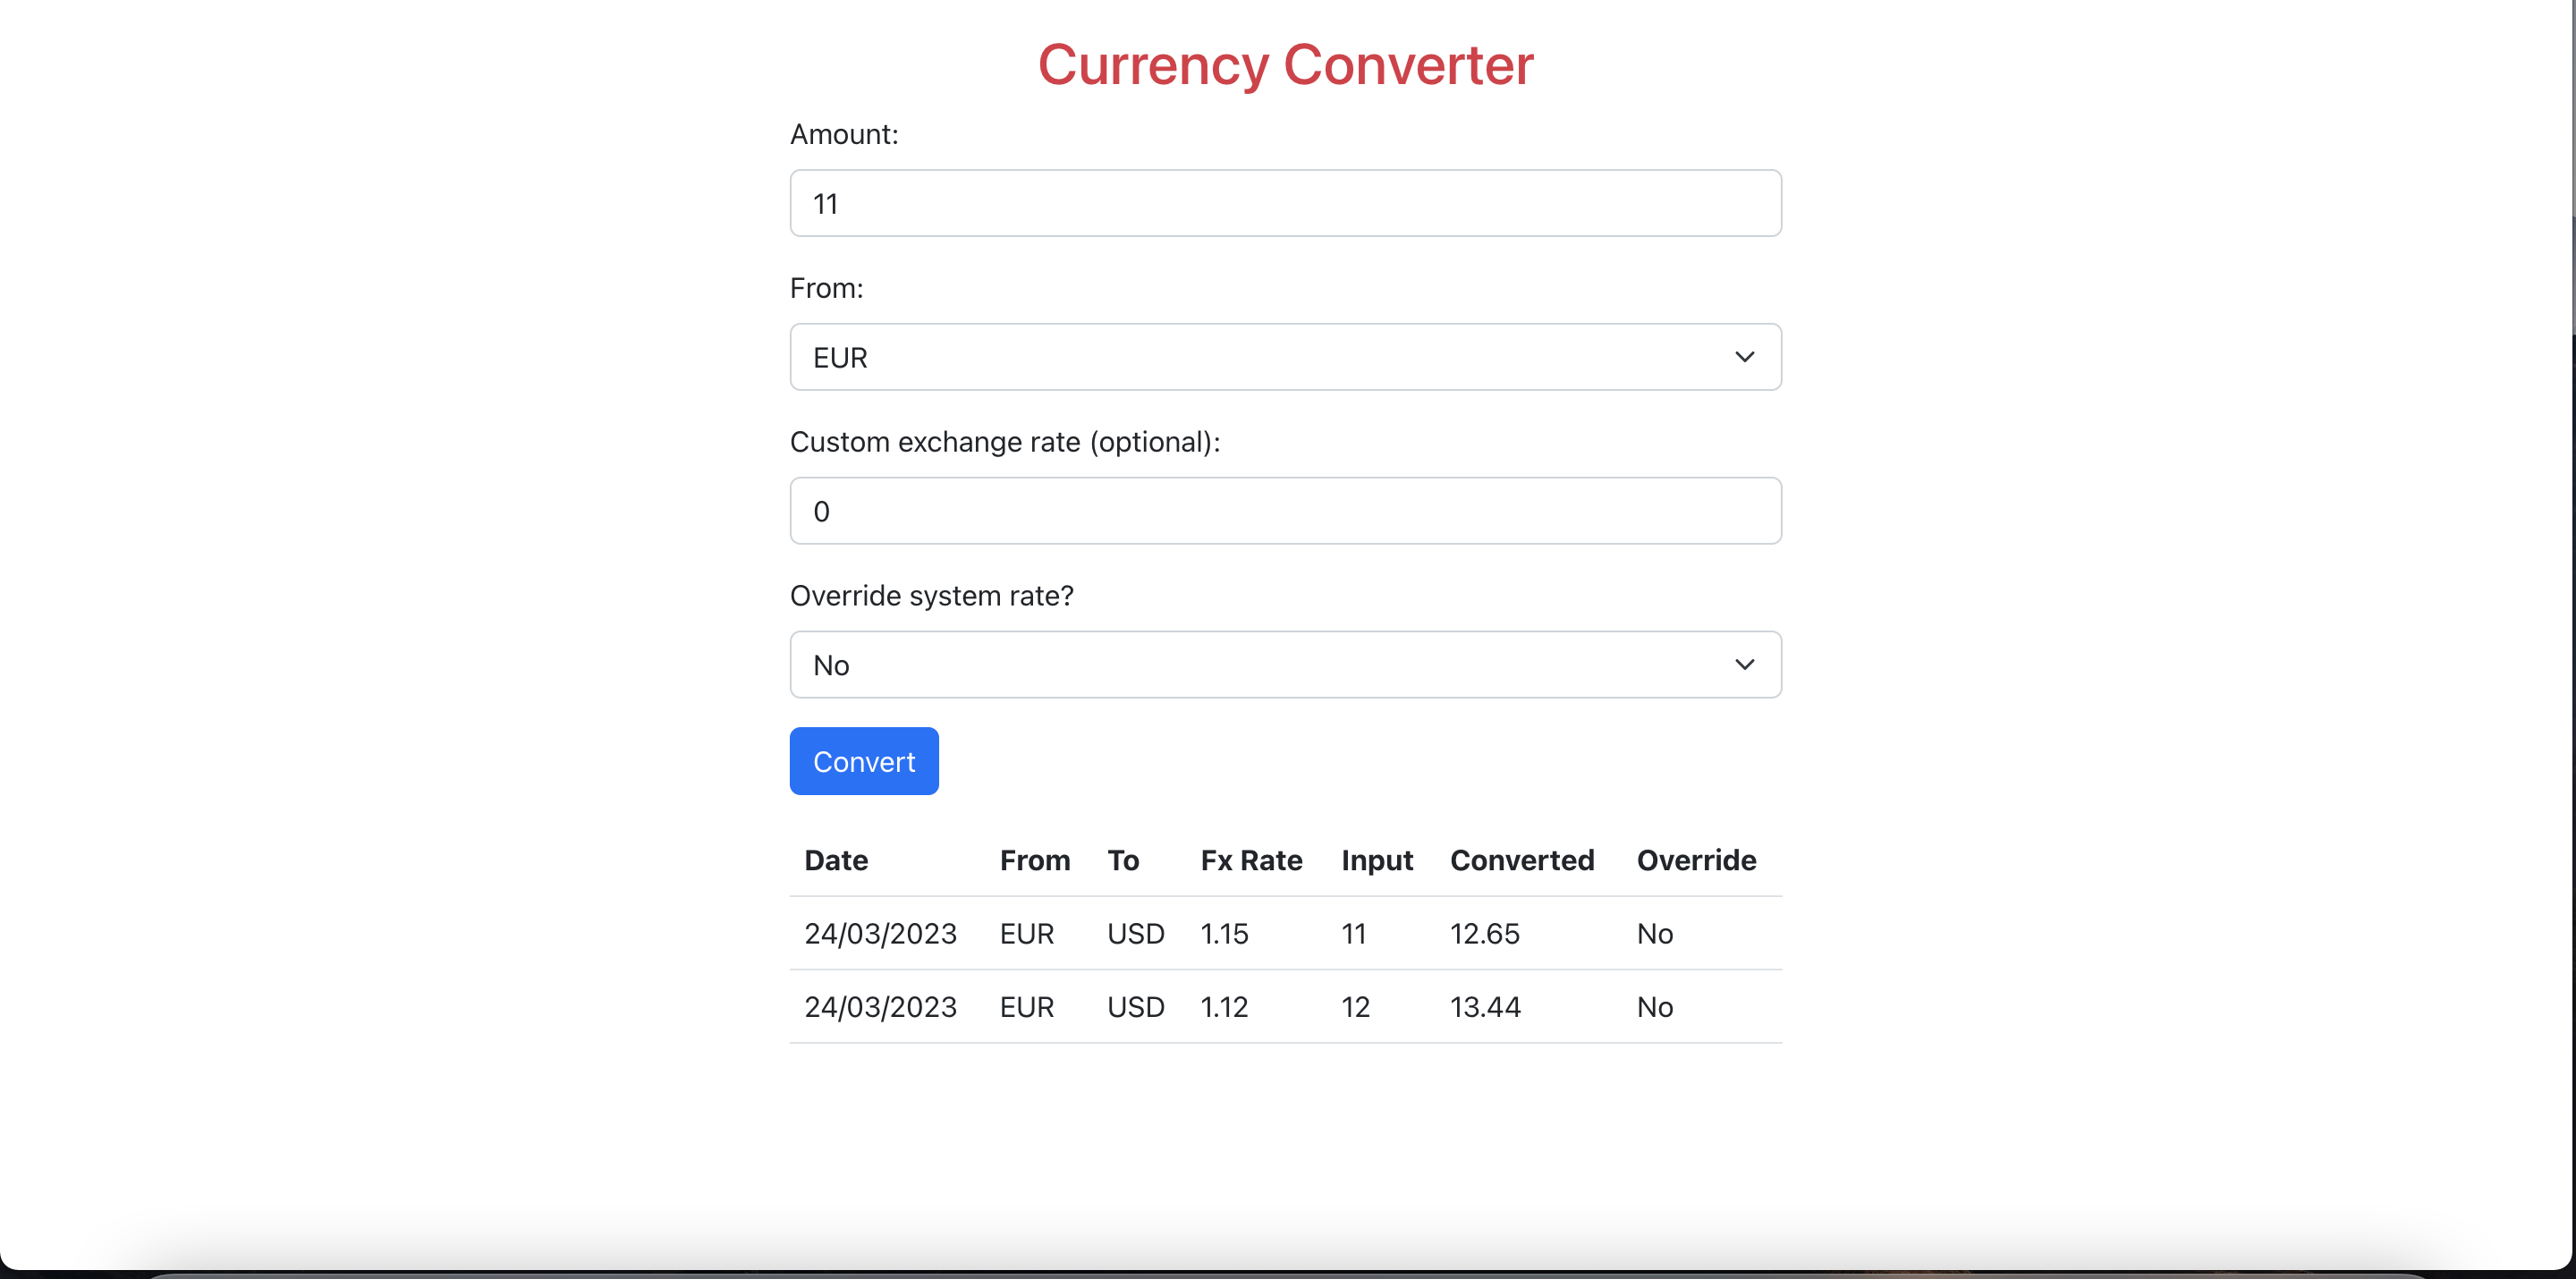 Currency Converter
Amount:
11
From:
EUR
Custom exchange rate (optional):
0
Override system rate?
No
Convert
Date From To Fx Rate Input Converted Override
24/03/2023 EUR USD 1.15 11 12.65 No
24/03/2023 EUR USD 1.12 12 13.44 No